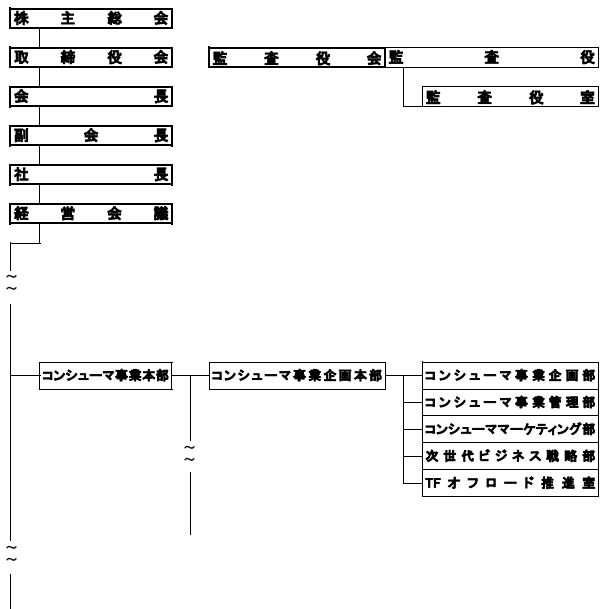 株主総会
取締役会 監査役会 監査役
会長 監査役室
副会長
社長
経営会議
～
～
コンシューマ事業本部 コンシューマ事業企画本部 コンシューマ事業企画部
コンシューマ事業管理部
コンシューママーケティング部
～
次世代ビジネス戦略部
～
TFオフロード推進室
～
～